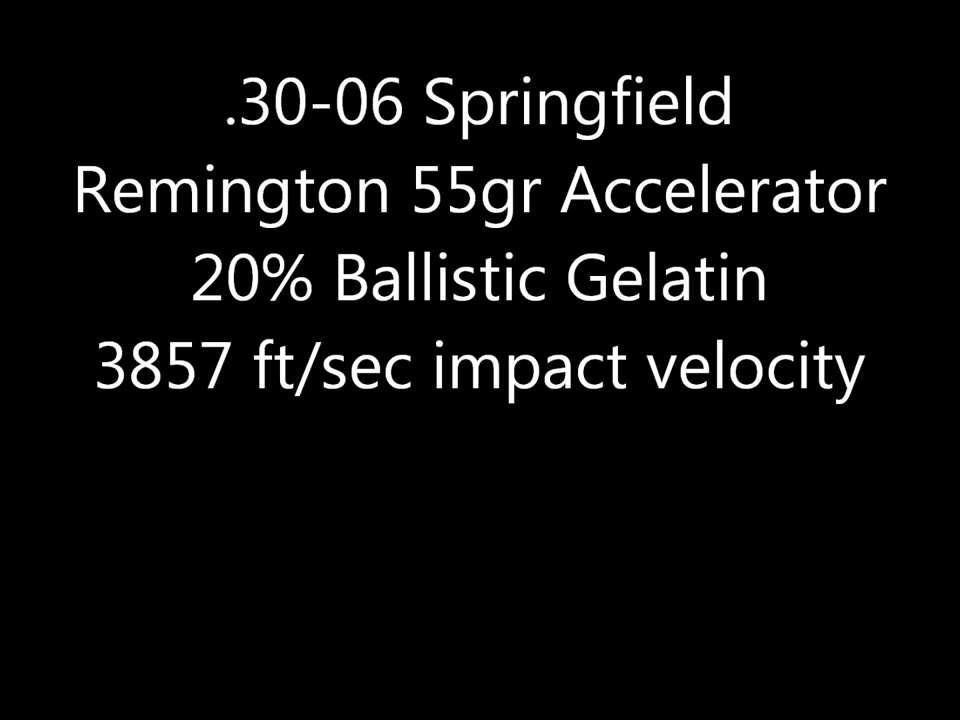 .30-06 Springfield
Remington 55gr Accelerator
20% Ballistic Gelatin
3857 ft/sec impact velocity